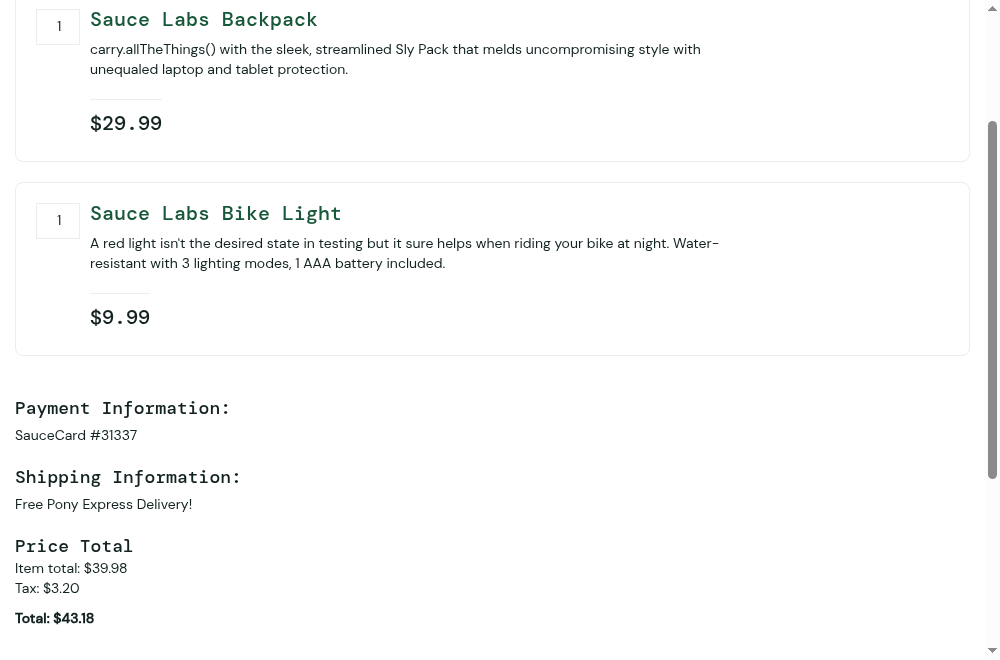 1
Sauce Labs Backpack
carry.allTheThings() with the sleek, streamlined Sly Pack that melds uncompromising style with
unequaled laptop and tablet protection.
$29.99
1
Sauce Labs Bike Light
A red light isn't the desired state in testing but it sure helps when riding your bike at night. Water-
resistant with 3 lighting modes, 1 AAA battery included.
$9.99
Payment Information:
SauceCard #31337
Shipping Information:
Free Pony Express Delivery!
Price Total
Item total: $39.98
Tax: $3.20
Total: $43.18